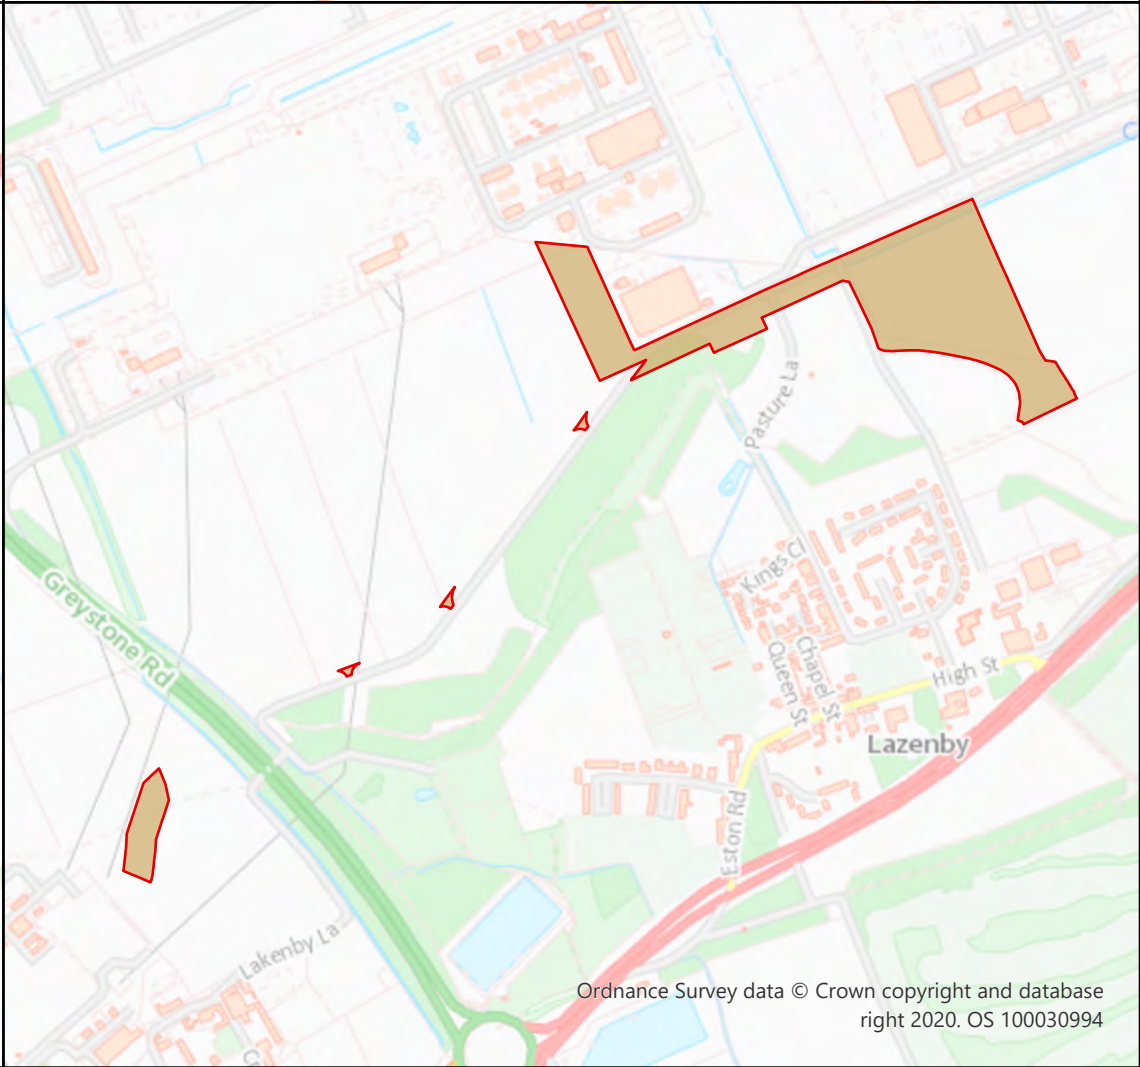 Pasture La
Kings Cl
Greystone Rd
Chapel St
Queen St
High St
Lazenby
Eston Rd
Lakenby La
Ordnance Survey data © Crown copyright and database
right 2020. OS 100030994